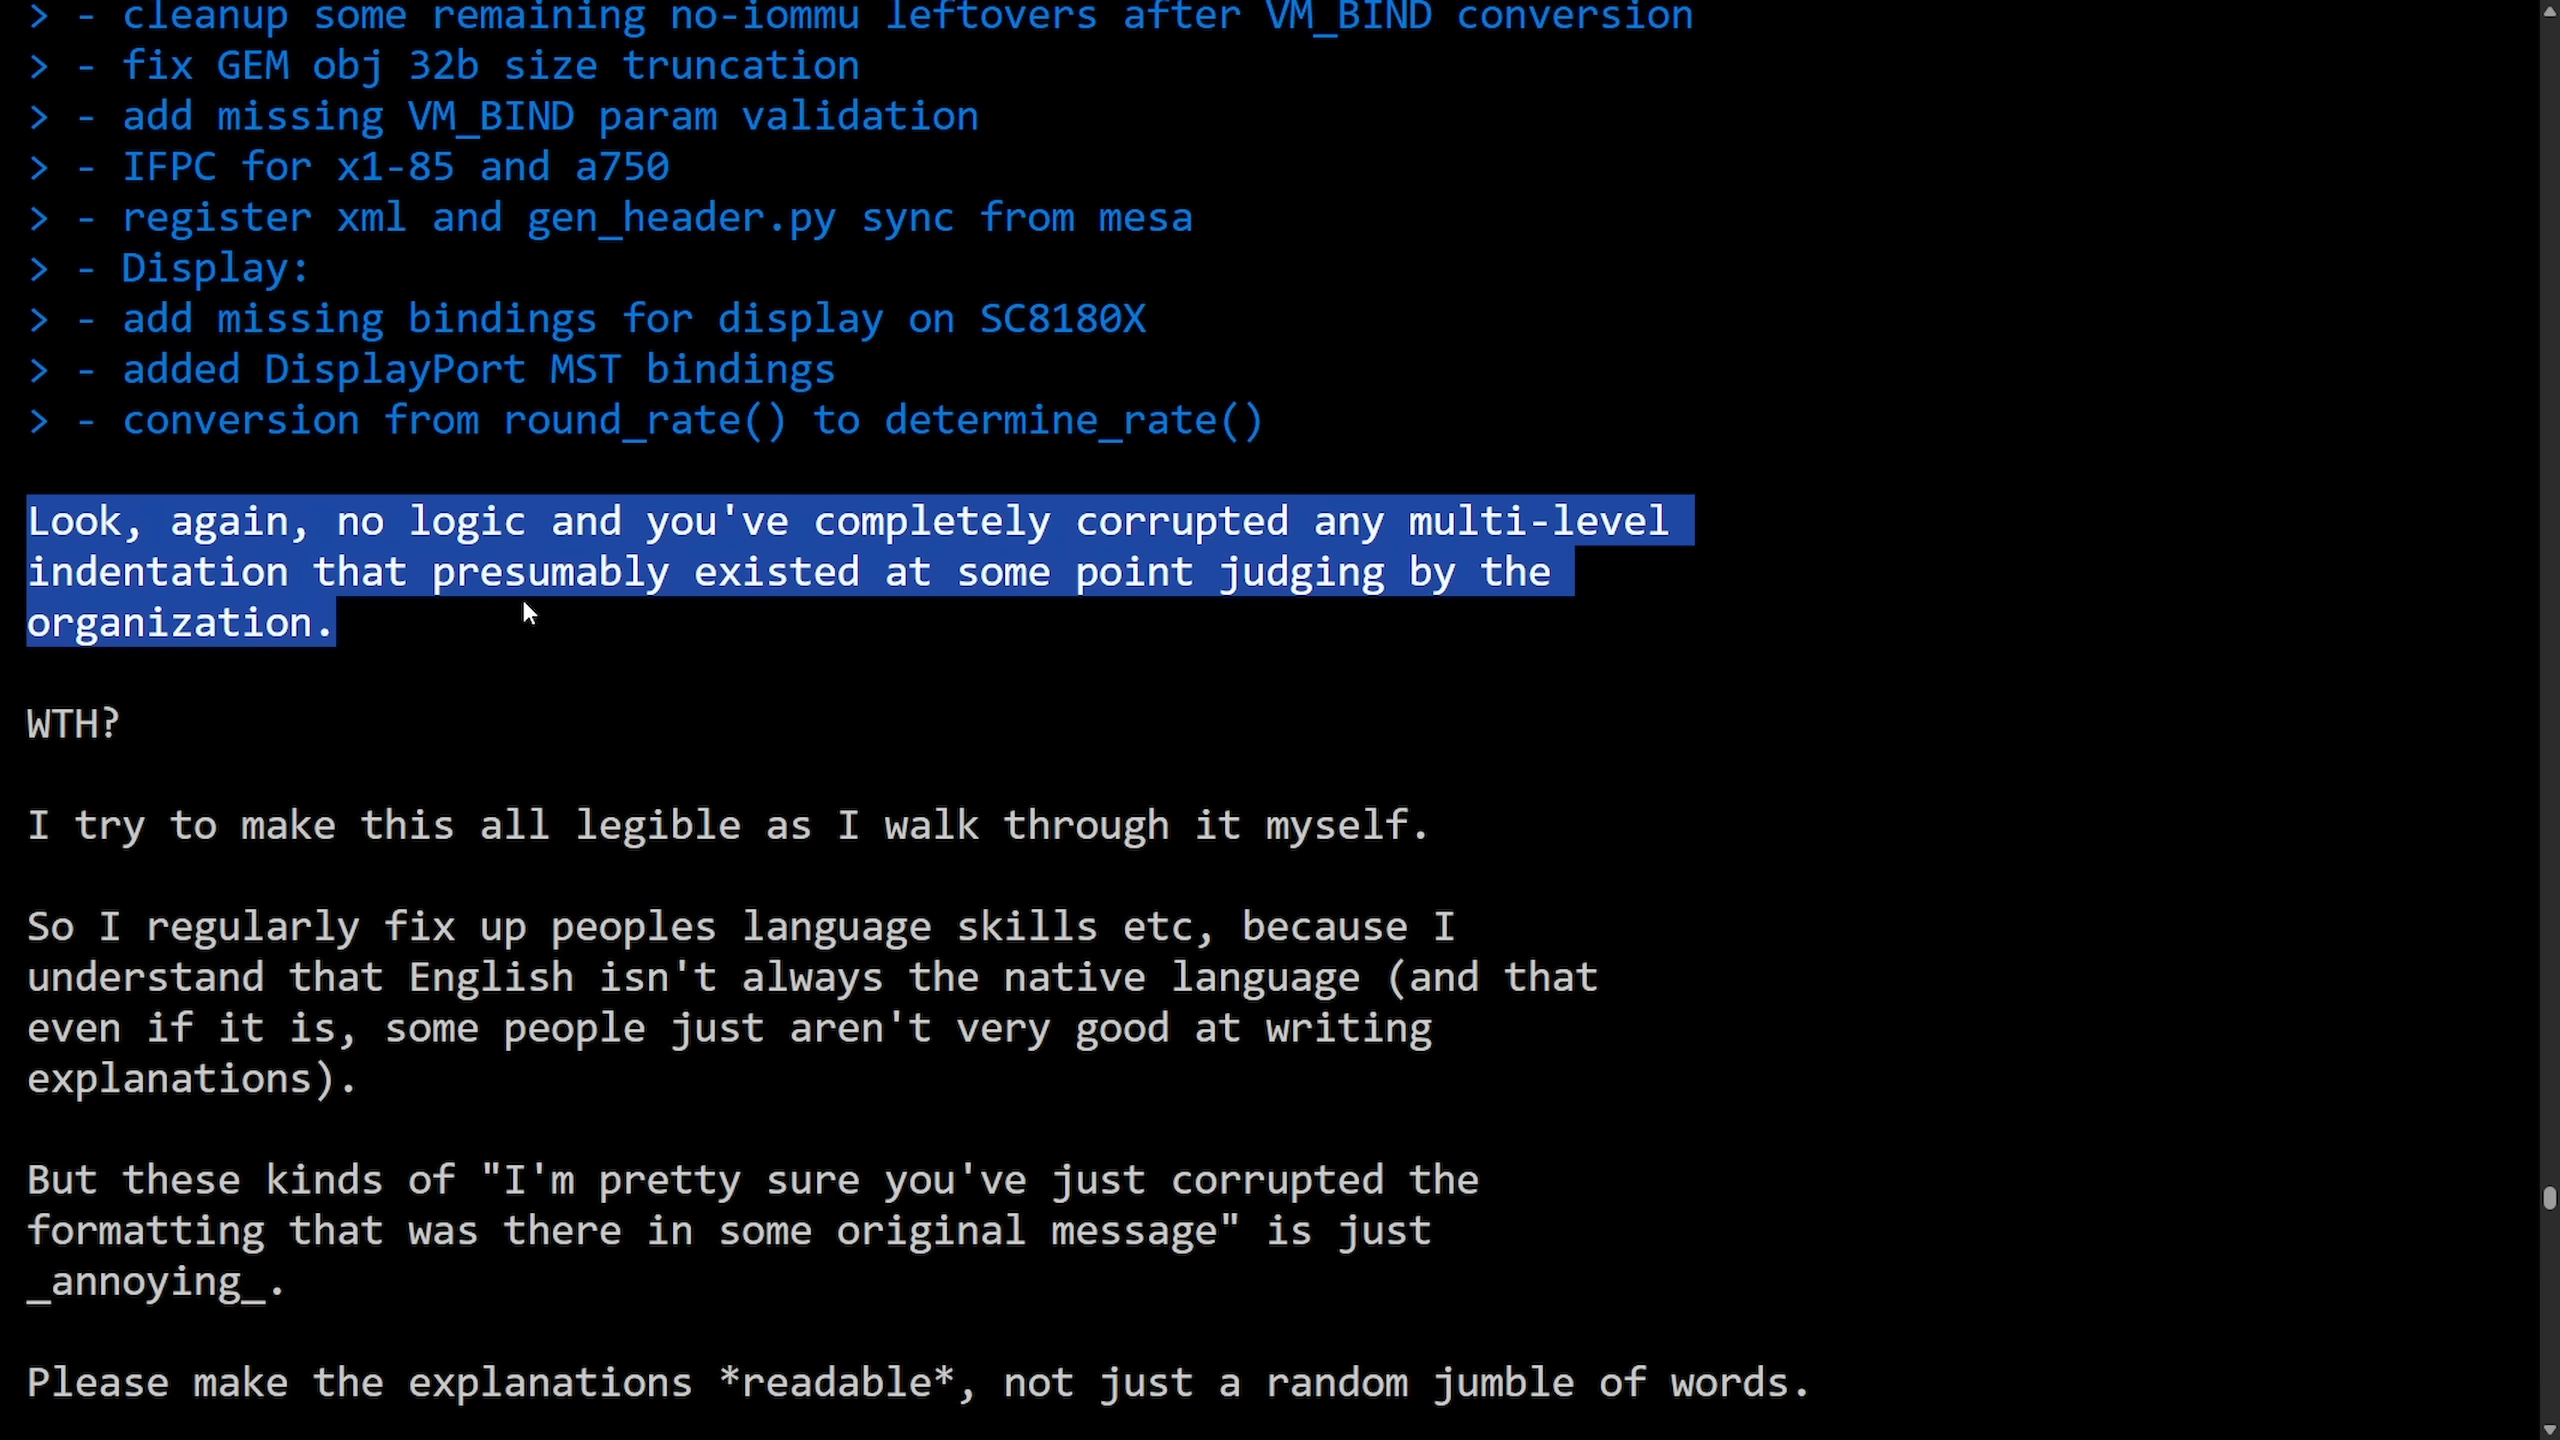 > - cleanup some remaining no-iommu leftovers after VM_BIND conversion
> - fix GEM obj 32b size truncation
> - add missing VM_BIND param validation
> - IFPC for x1-85 and a750
> - register xml and gen_header.py sync from mesa
> - Display:
> - add missing bindings for display on SC8180X
> - added DisplayPort MST bindings
> - conversion from round_rate() to determine_rate()
Look, again, no logic and you've completely corrupted any multi-level
indentation that presumably existed at some point judging by the
organization.
WTH?
I try to make this all legible as I walk through it myself.
So I regularly fix up peoples language skills etc, because I
understand that English isn't always the native language (and that
even if it is, some people just aren't very good at writing
explanations).
But these kinds of "I'm pretty sure you've just corrupted the
formatting that was there in some original message" is just
_annoying_.
Please make the explanations *readable*, not just a random jumble of words.